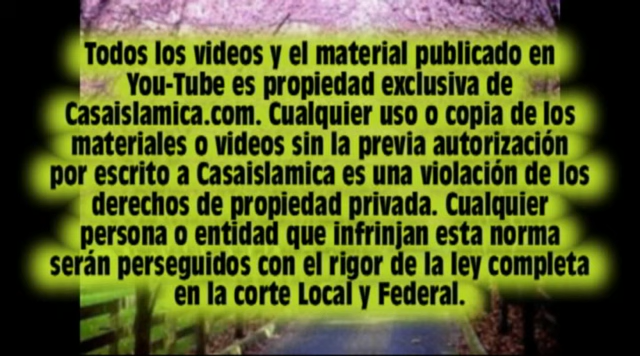 Todos los videos y el material publicado en
You-Tube es propiedad exclusiva de
Casaislamica.com. Cualquier uso o copia de los
materiales o videos sin la previa autorización
por escrito a Casaislamica es una violación de los
derechos de propiedad privada. Cualquier
persona o entidad que infrinjan esta norma
serán perseguidos con el rigor de la ley completa
en la corte Local y Federal.